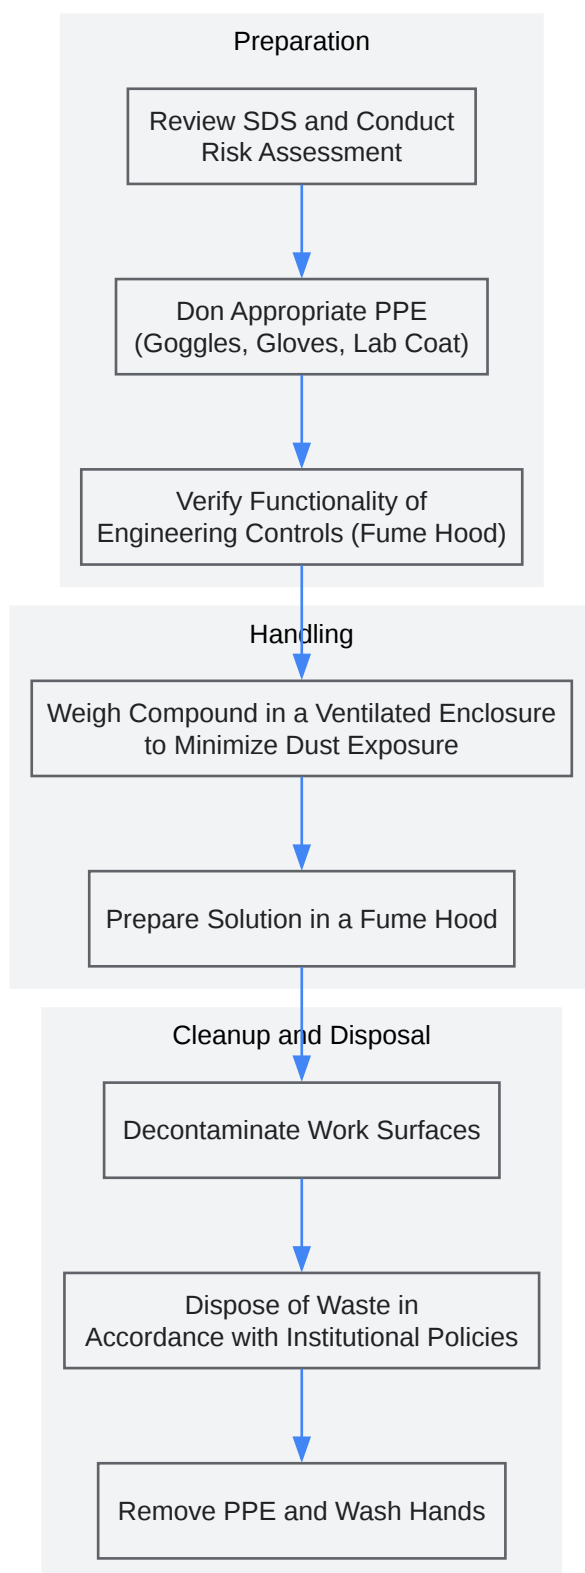 Preparation
Review SDS and Conduct
Risk Assessment
Don Appropriate PPE
(Goggles, Gloves, Lab Coat)
Verify Functionality of
Engineering Controls (Fume Hood)
Handling
Weigh Compound in a Ventilated Enclosure
to Minimize Dust Exposure
Prepare Solution in a Fume Hood
Cleanup and Disposal
Decontaminate Work Surfaces
Dispose of Waste in
Accordance with Institutional Policies
Remove PPE and Wash Hands